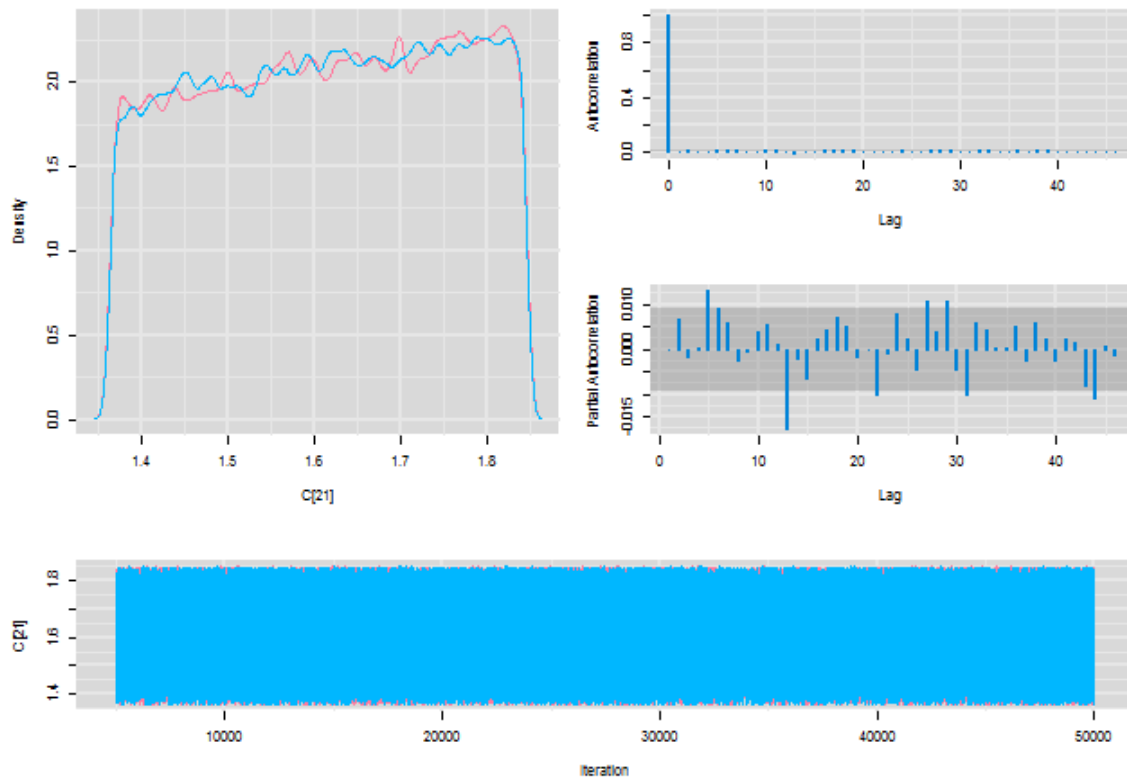 Density
2.0
1.5
1.0
0.5
0.0
1.4 1.5 1.6 1.7 1.8
C[21]
Autocorrelation
0.8
0.4
0.0
0 10 20 30 40
Lag
Partial Autocorrelation
0.010
0.000
-0.015
0 10 20 30 40
Lag
C[21]
1.8
1.6
1.4
10000 20000 30000 40000 50000
Iteration